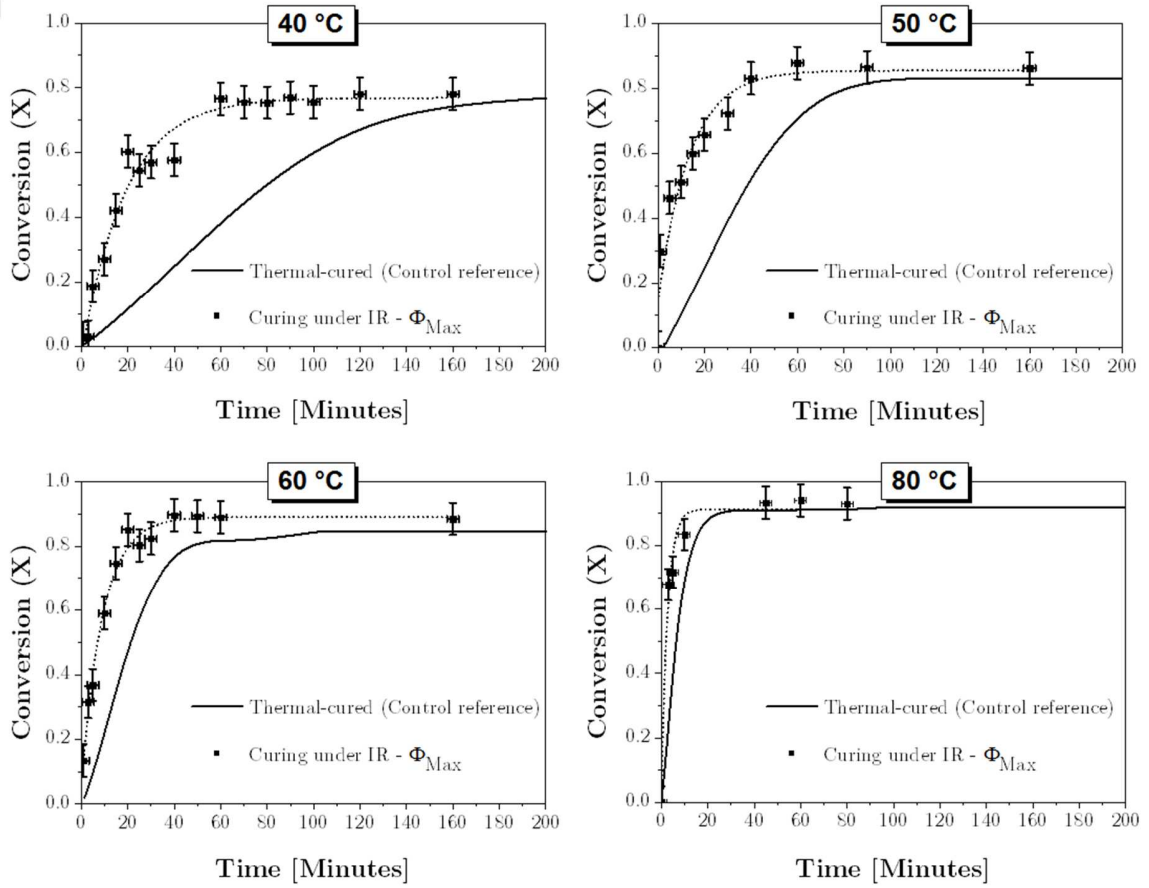 40 °C
1.0
0.8
0.6
0.4
0.2
0.0
Conversion (X)
Thermal-cured (Control reference)
Curing under IR - Φ_Max
0 20 40 60 80 100 120 140 160 180 200
Time [Minutes]
50 °C
1.0
0.8
0.6
0.4
0.2
0.0
Conversion (X)
Thermal-cured (Control reference)
Curing under IR - Φ_Max
0 20 40 60 80 100 120 140 160 180 200
Time [Minutes]
60 °C
1.0
0.8
0.6
0.4
0.2
0.0
Conversion (X)
Thermal-cured (Control reference)
Curing under IR - Φ_Max
0 20 40 60 80 100 120 140 160 180 200
Time [Minutes]
80 °C
1.0
0.8
0.6
0.4
0.2
0.0
Conversion (X)
Thermal-cured (Control reference)
Curing under IR - Φ_Max
0 20 40 60 80 100 120 140 160 180 200
Time [Minutes]